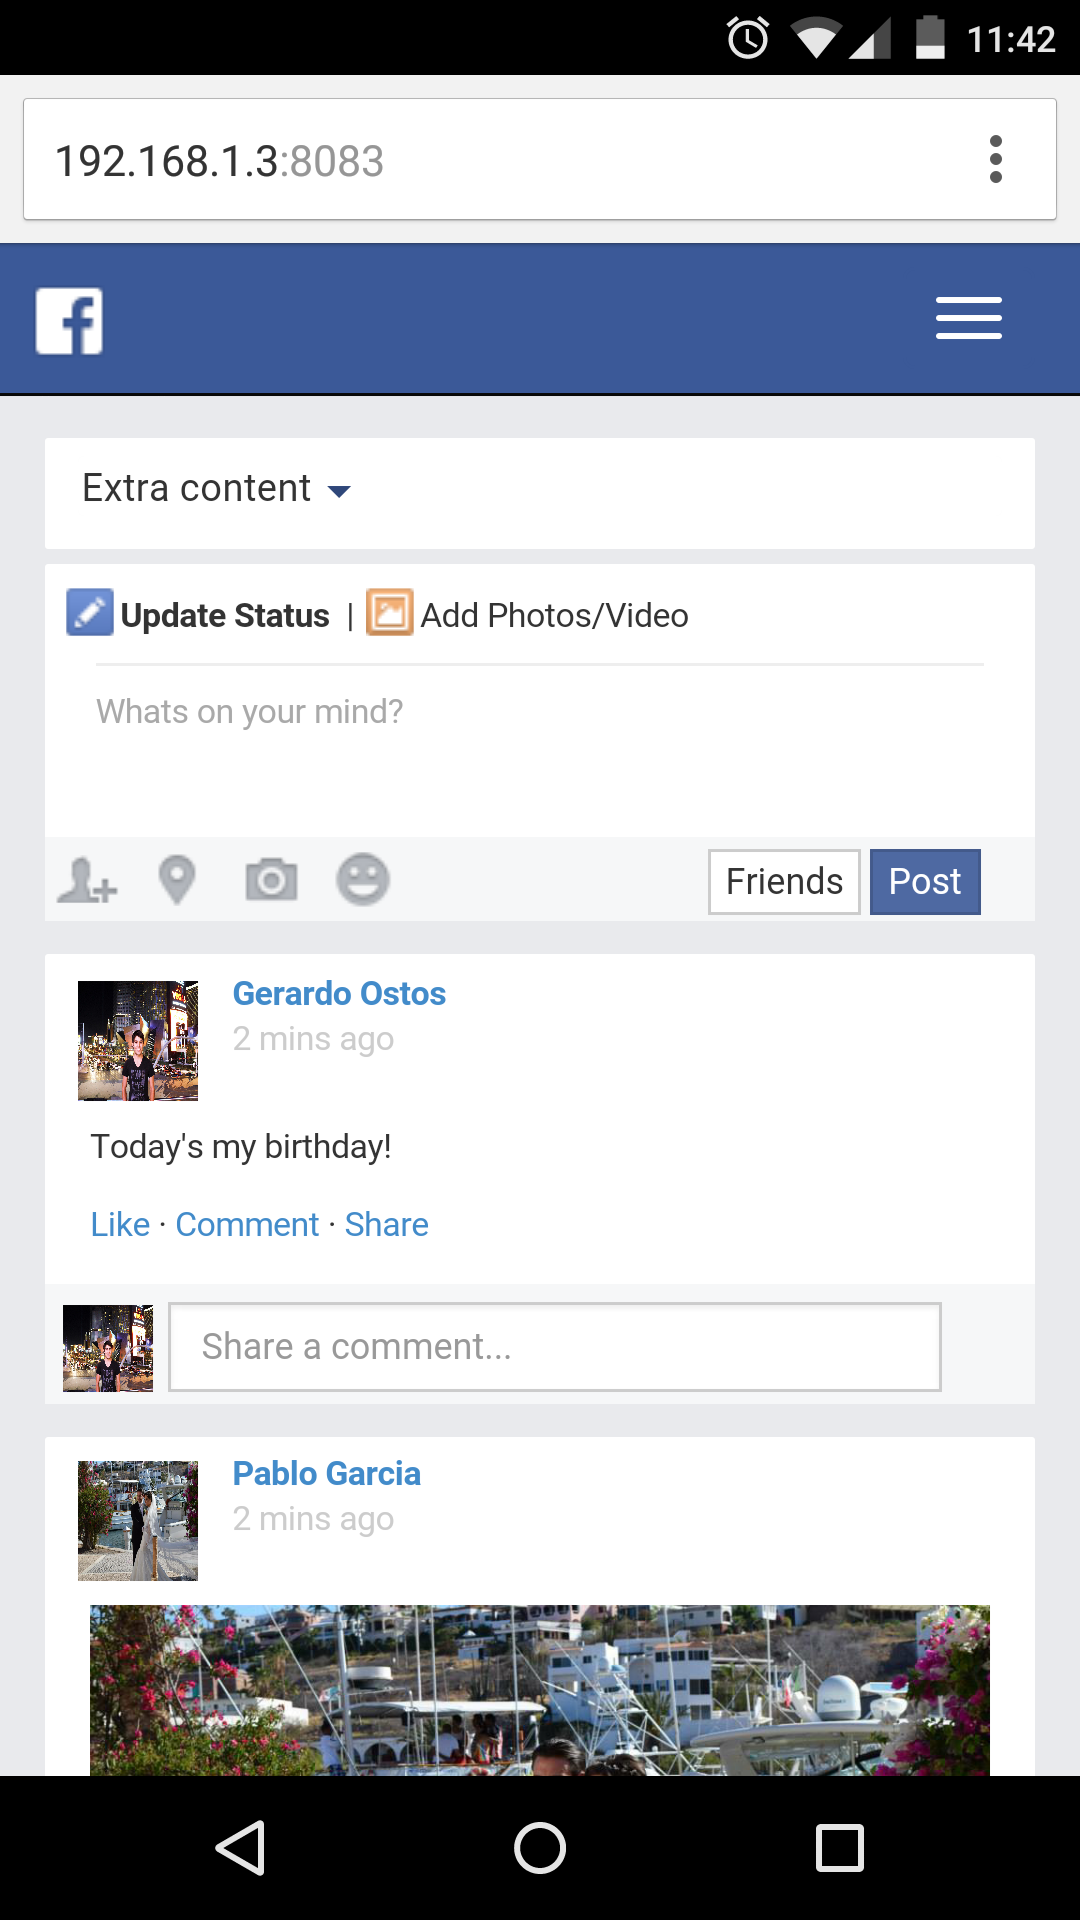 11:42
192.168.1.3:8083
f
Extra content
Update Status | Add Photos/Video
Whats on your mind?
Friends Post
Gerardo Ostos
2 mins ago
Today's my birthday!
Like · Comment · Share
Share a comment...
Pablo Garcia
2 mins ago